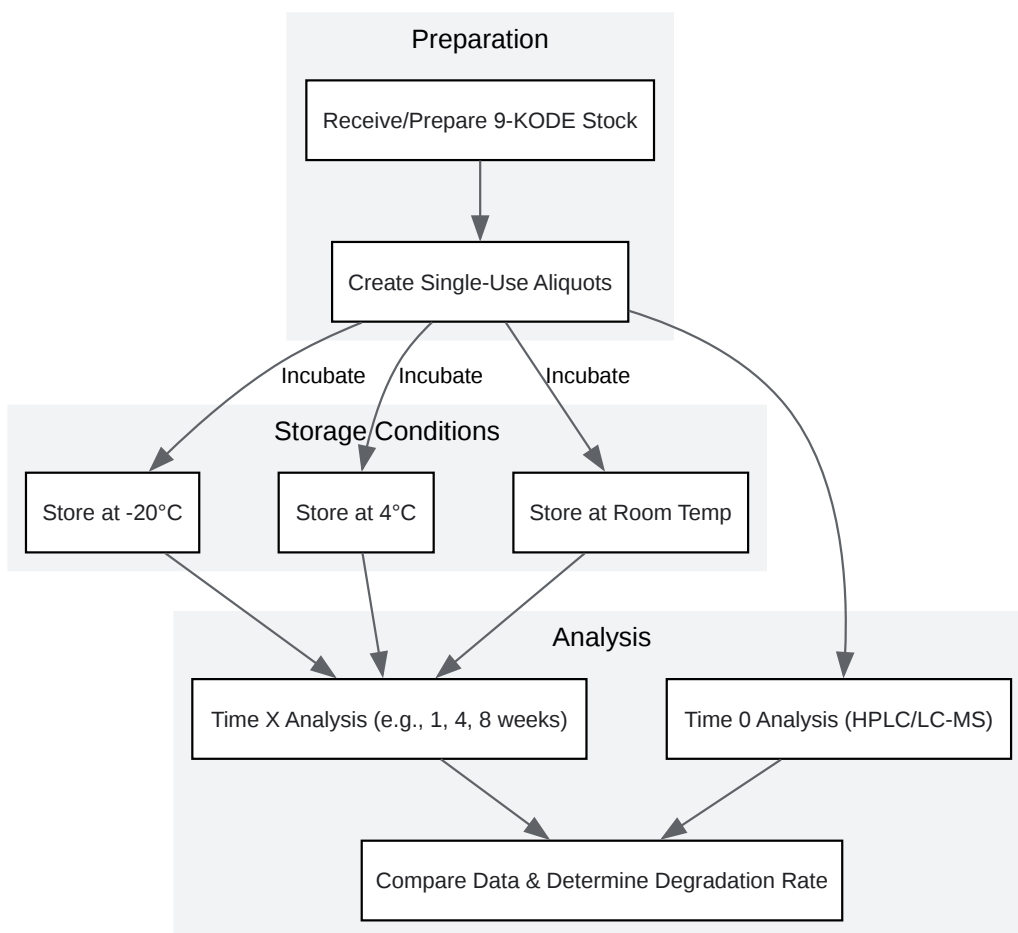 Preparation
Receive/Prepare 9-KODE Stock
Create Single-Use Aliquots
Incubate
Incubate
Incubate
Storage Conditions
Store at -20°C
Store at 4°C
Store at Room Temp
Analysis
Time X Analysis (e.g., 1, 4, 8 weeks)
Time 0 Analysis (HPLC/LC-MS)
Compare Data & Determine Degradation Rate